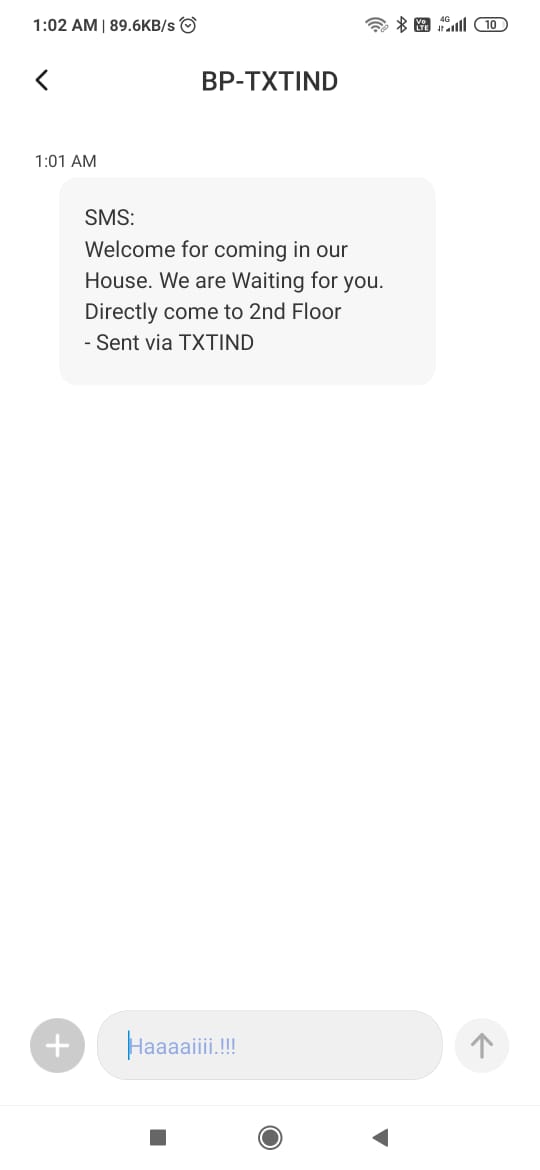 1:02 AM | 89.6KB/s
Vo LTE 4G 10
BP-TXTIND
1:01 AM
SMS:
Welcome for coming in our
House. We are Waiting for you.
Directly come to 2nd Floor
- Sent via TXTIND
Haaaaiiii.!!!